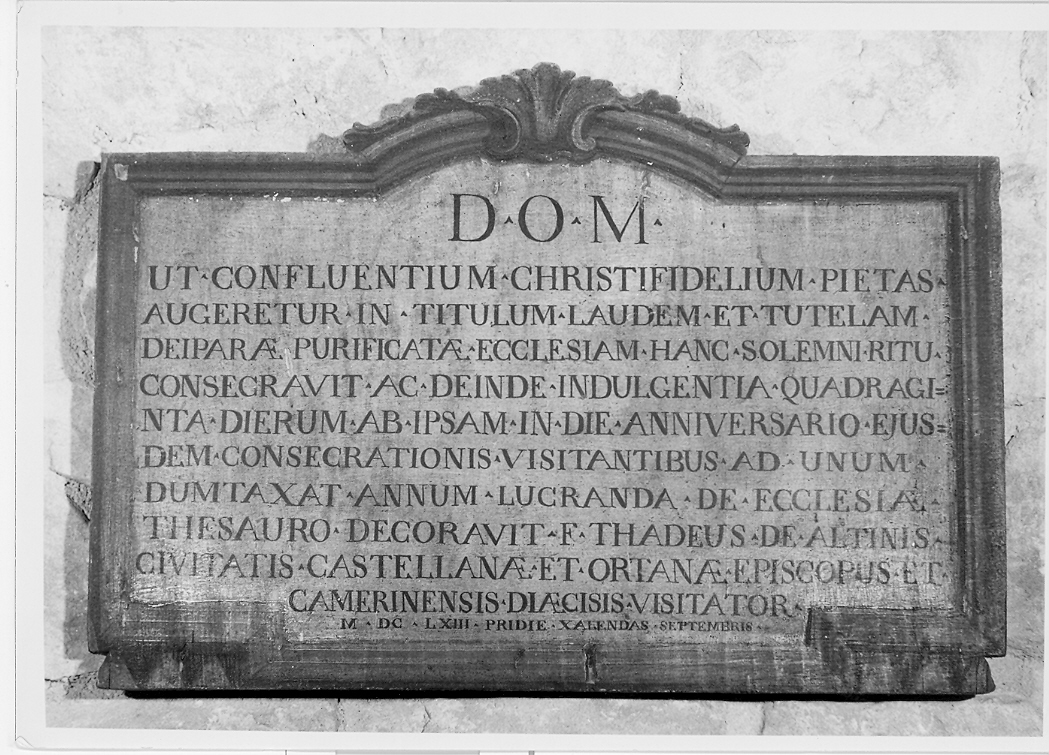 D·O·M·
UT·CONFLUENTIUM·CHRISTIFIDELIUM·PIETAS·
AUGERETUR·IN·TITULUM·LAUDEM·ET·TUTELAM·
DEIPARÆ·PURIFICATÆ·ECCLESIAM·HANC·SOLEMNI·RITU·
CONSEGRAVIT·AC·DEINDE·INDULGENTIA·QUADRAGI=
NTA·DIERUM·AB·IPSAM·IN·DIE·ANNIVERSARIO·EJUS=
DEM·CONSECRATIONIS·VISITANTIBUS·AD·UNUM·
DUMTAXAT·ANNUM·LUCRANDA·DE·ECCLESIÆ·
THESAURO·DECORAVIT·F·THADEUS·DE·ALTINIS·
CIVITATIS·CASTELLANÆ·ET·ORTANÆ·EPISCOPUS·ET·
CAMERINENSIS·DIÆCISIS·VISITATOR·
M·DC·LXIII·PRIDIE·KALENDAS·SEPTEMBRIS·